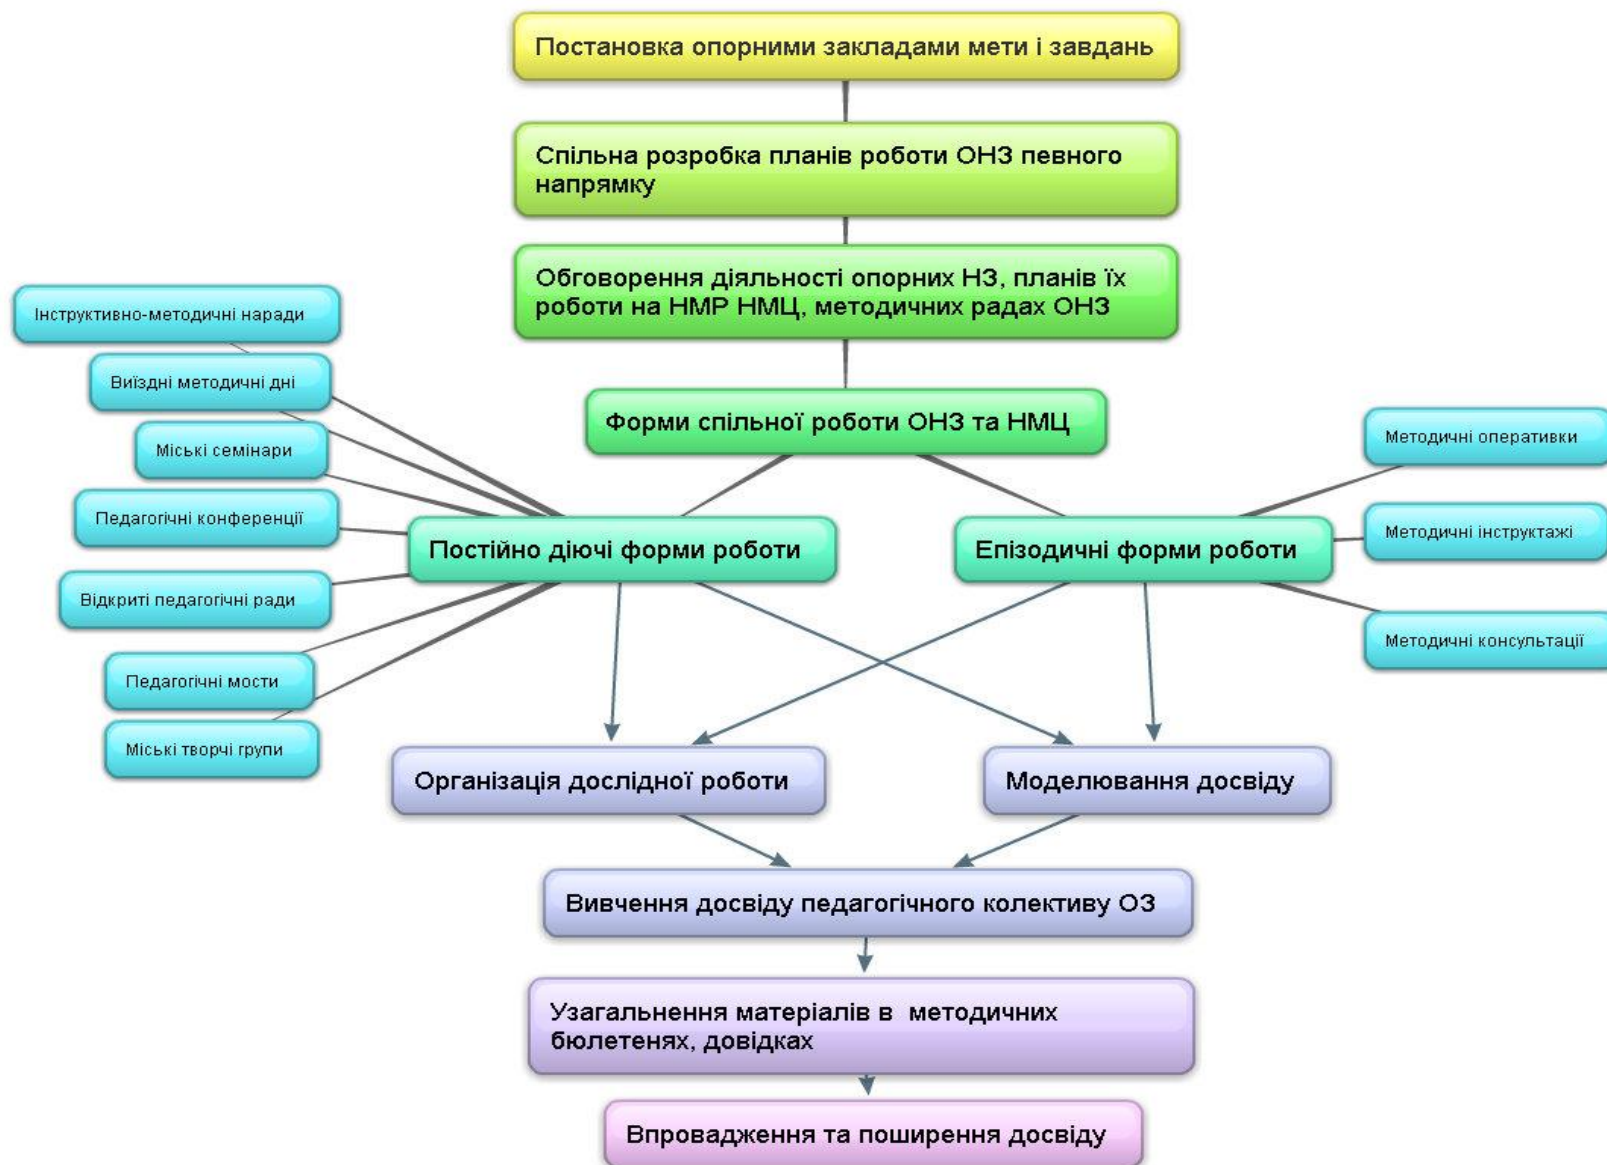 Постановка опорними закладами мети і завдань
Спільна розробка планів роботи ОНЗ певного
напрямку
Обговорення діяльності опорних НЗ, планів їх
роботи на НМР НМЦ, методичних радах ОНЗ
Форми спільної роботи ОНЗ та НМЦ
Інструктивно-методичні наради
Виїздні методичні дні
Міські семінари
Педагогічні конференції
Відкриті педагогічні ради
Педагогічні мости
Міські творчі групи
Постійно діючі форми роботи
Епізодичні форми роботи
Методичні оперативки
Методичні інструктажі
Методичні консультації
Організація дослідної роботи
Моделювання досвіду
Вивчення досвіду педагогічного колективу ОЗ
Узагальнення матеріалів в методичних
бюлетенях, довідках
Впровадження та поширення досвіду